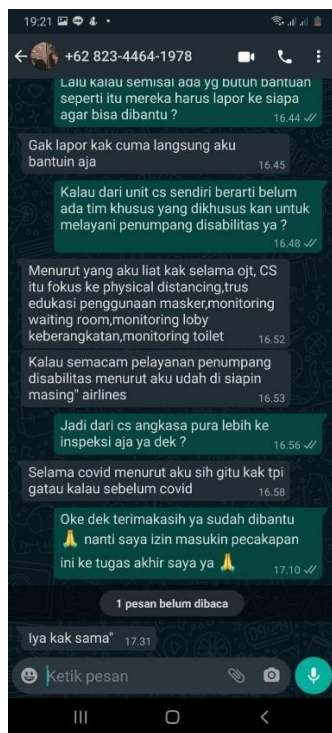 19:21
+62 823-4464-1978
Lalu kalau semisal ada yg butuh bantuan
seperti itu mereka harus lapor ke siapa
agar bisa dibantu ?
16.44
Gak lapor kak cuma langsung aku
bantuin aja
16.45
Kalau dari unit cs sendiri berarti belum
ada tim khusus yang dikhusus kan untuk
melayani penumpang disabilitas ya ?
16.48
Menurut yang aku liat kak selama ojt, CS
itu fokus ke physical distancing,trus
edukasi penggunaan masker,monitoring
waiting room,monitoring loby
keberangkatan,monitoring toilet
16.52
Kalau semacam pelayanan penumpang
disabilitas menurut aku udah di siapin
masing" airlines
16.53
Jadi dari cs angkasa pura lebih ke
inspeksi aja ya dek ?
16.56
Selama covid menurut aku sih gitu kak tpi
gatau kalau sebelum covid
16.58
Oke dek terimakasih ya sudah dibantu
🙏 nanti saya izin masukin pecakapan
ini ke tugas akhir saya ya 🙏
17.10
1 pesan belum dibaca
Iya kak sama"
17.31
Ketik pesan